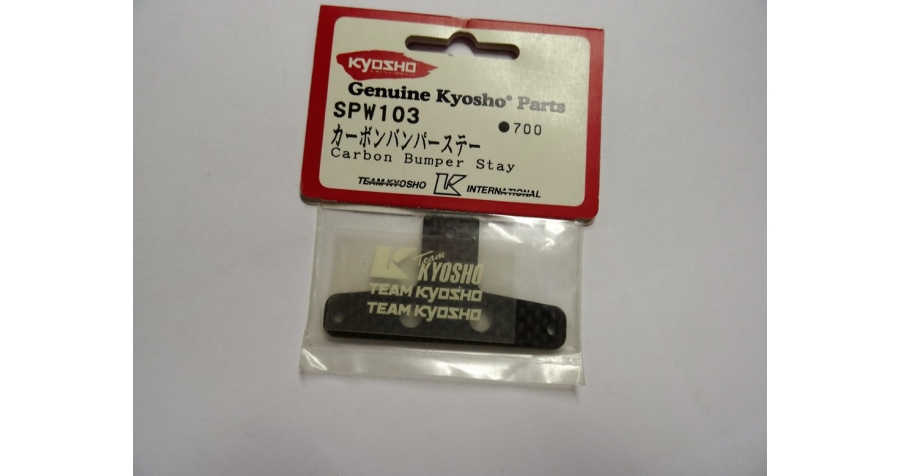 KYOSHO
Genuine Kyosho® Parts
SPW103
●700
カーボンバンパーステー
Carbon Bumper Stay
TEAM KYOSHO K INTERNATIONAL
K Team KYOSHO
TEAM KYOSHO
TEAM KYOSHO